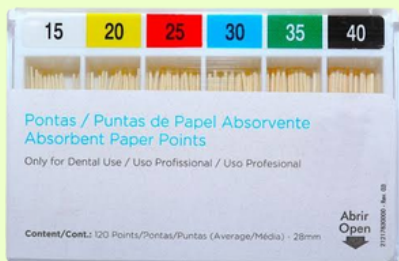 15 20 25 30 35 40
Pontas / Puntas de Papel Absorvente
Absorbent Paper Points
Only for Dental Use / Uso Profissional / Uso Profesional
Abrir
Open
Content/Cont.: 120 Points/Pontas/Puntas (Average/Média) - 28mm